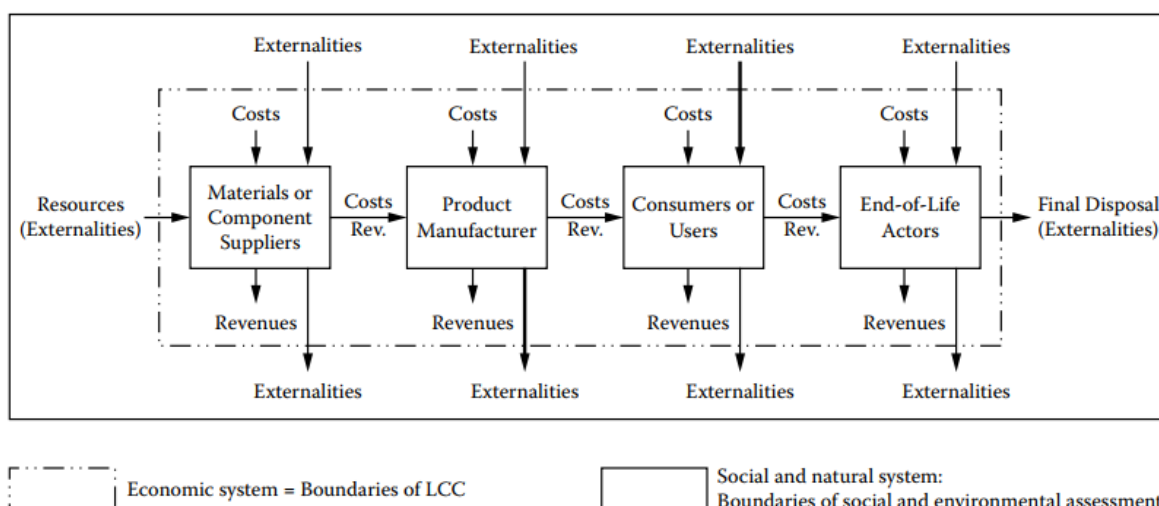 Externalities Externalities Externalities Externalities
Costs Costs Costs Costs
Resources
(Externalities)
Materials or
Component
Suppliers
Costs
Rev.
Product
Manufacturer
Costs
Rev.
Consumers or
Users
Costs
Rev.
End-of-Life
Actors
Final Disposal
(Externalities)
Revenues Revenues Revenues Revenues
Externalities Externalities Externalities Externalities
Economic system = Boundaries of LCC
Social and natural system:
Boundaries of social and environmental assessment